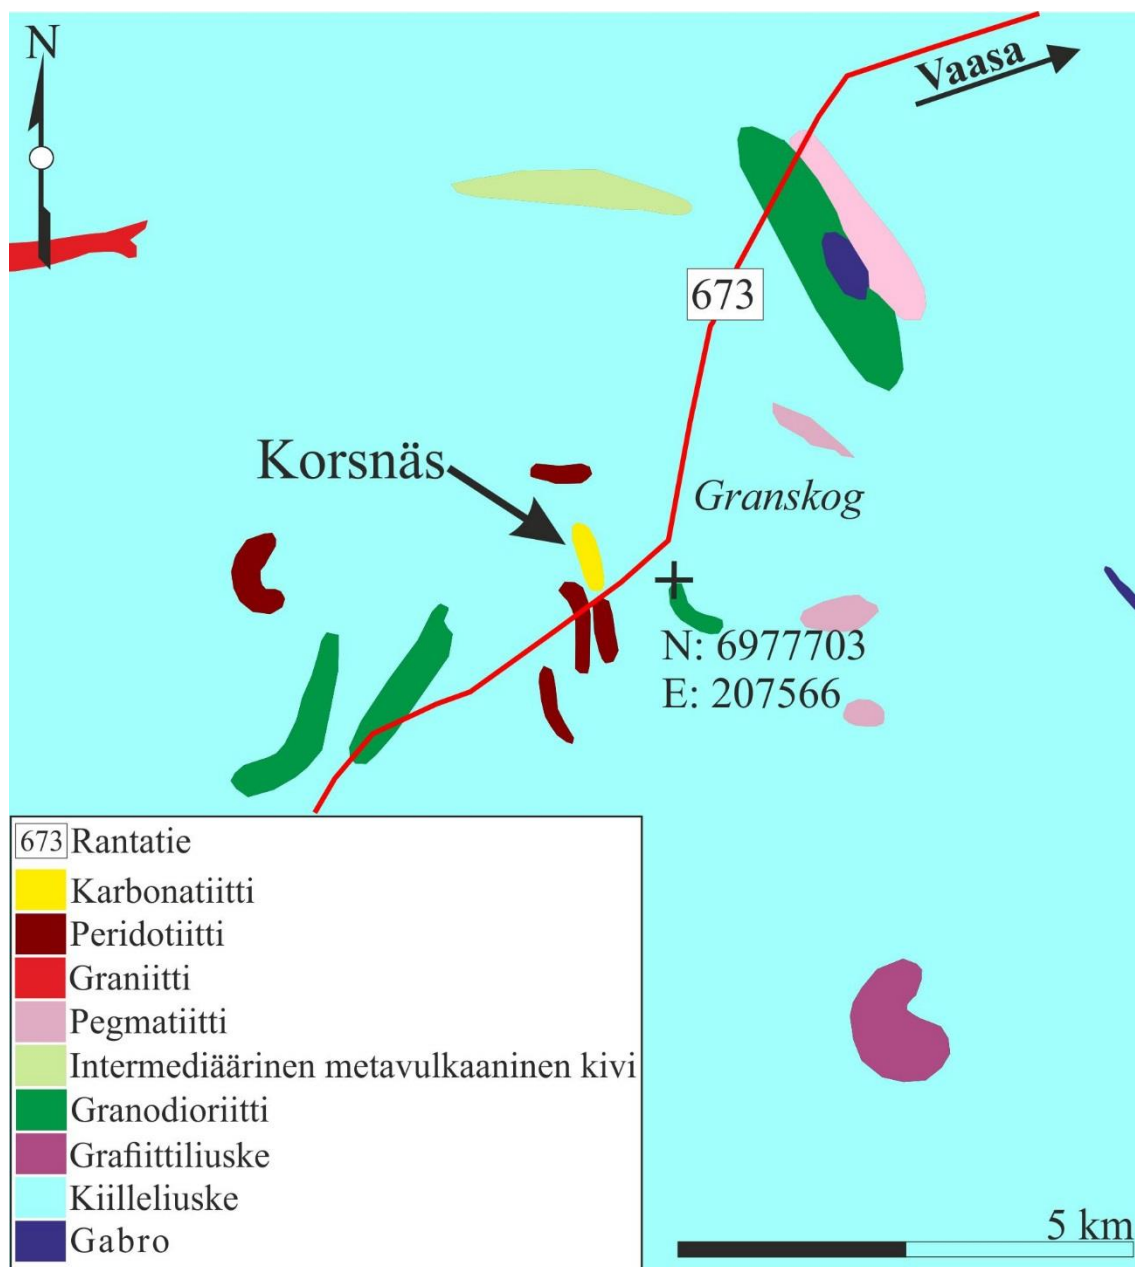 N
Vaasa
673
Korsnäs
Granskog
N: 6977703
E: 207566
673 Rantatie
Karbonatiitti
Peridotiitti
Graniitti
Pegmatiitti
Intermediäärinen metavulkaaninen kivi
Granodioriitti
Grafiittiliuske
Kiilleliuske
Gabro
5 km